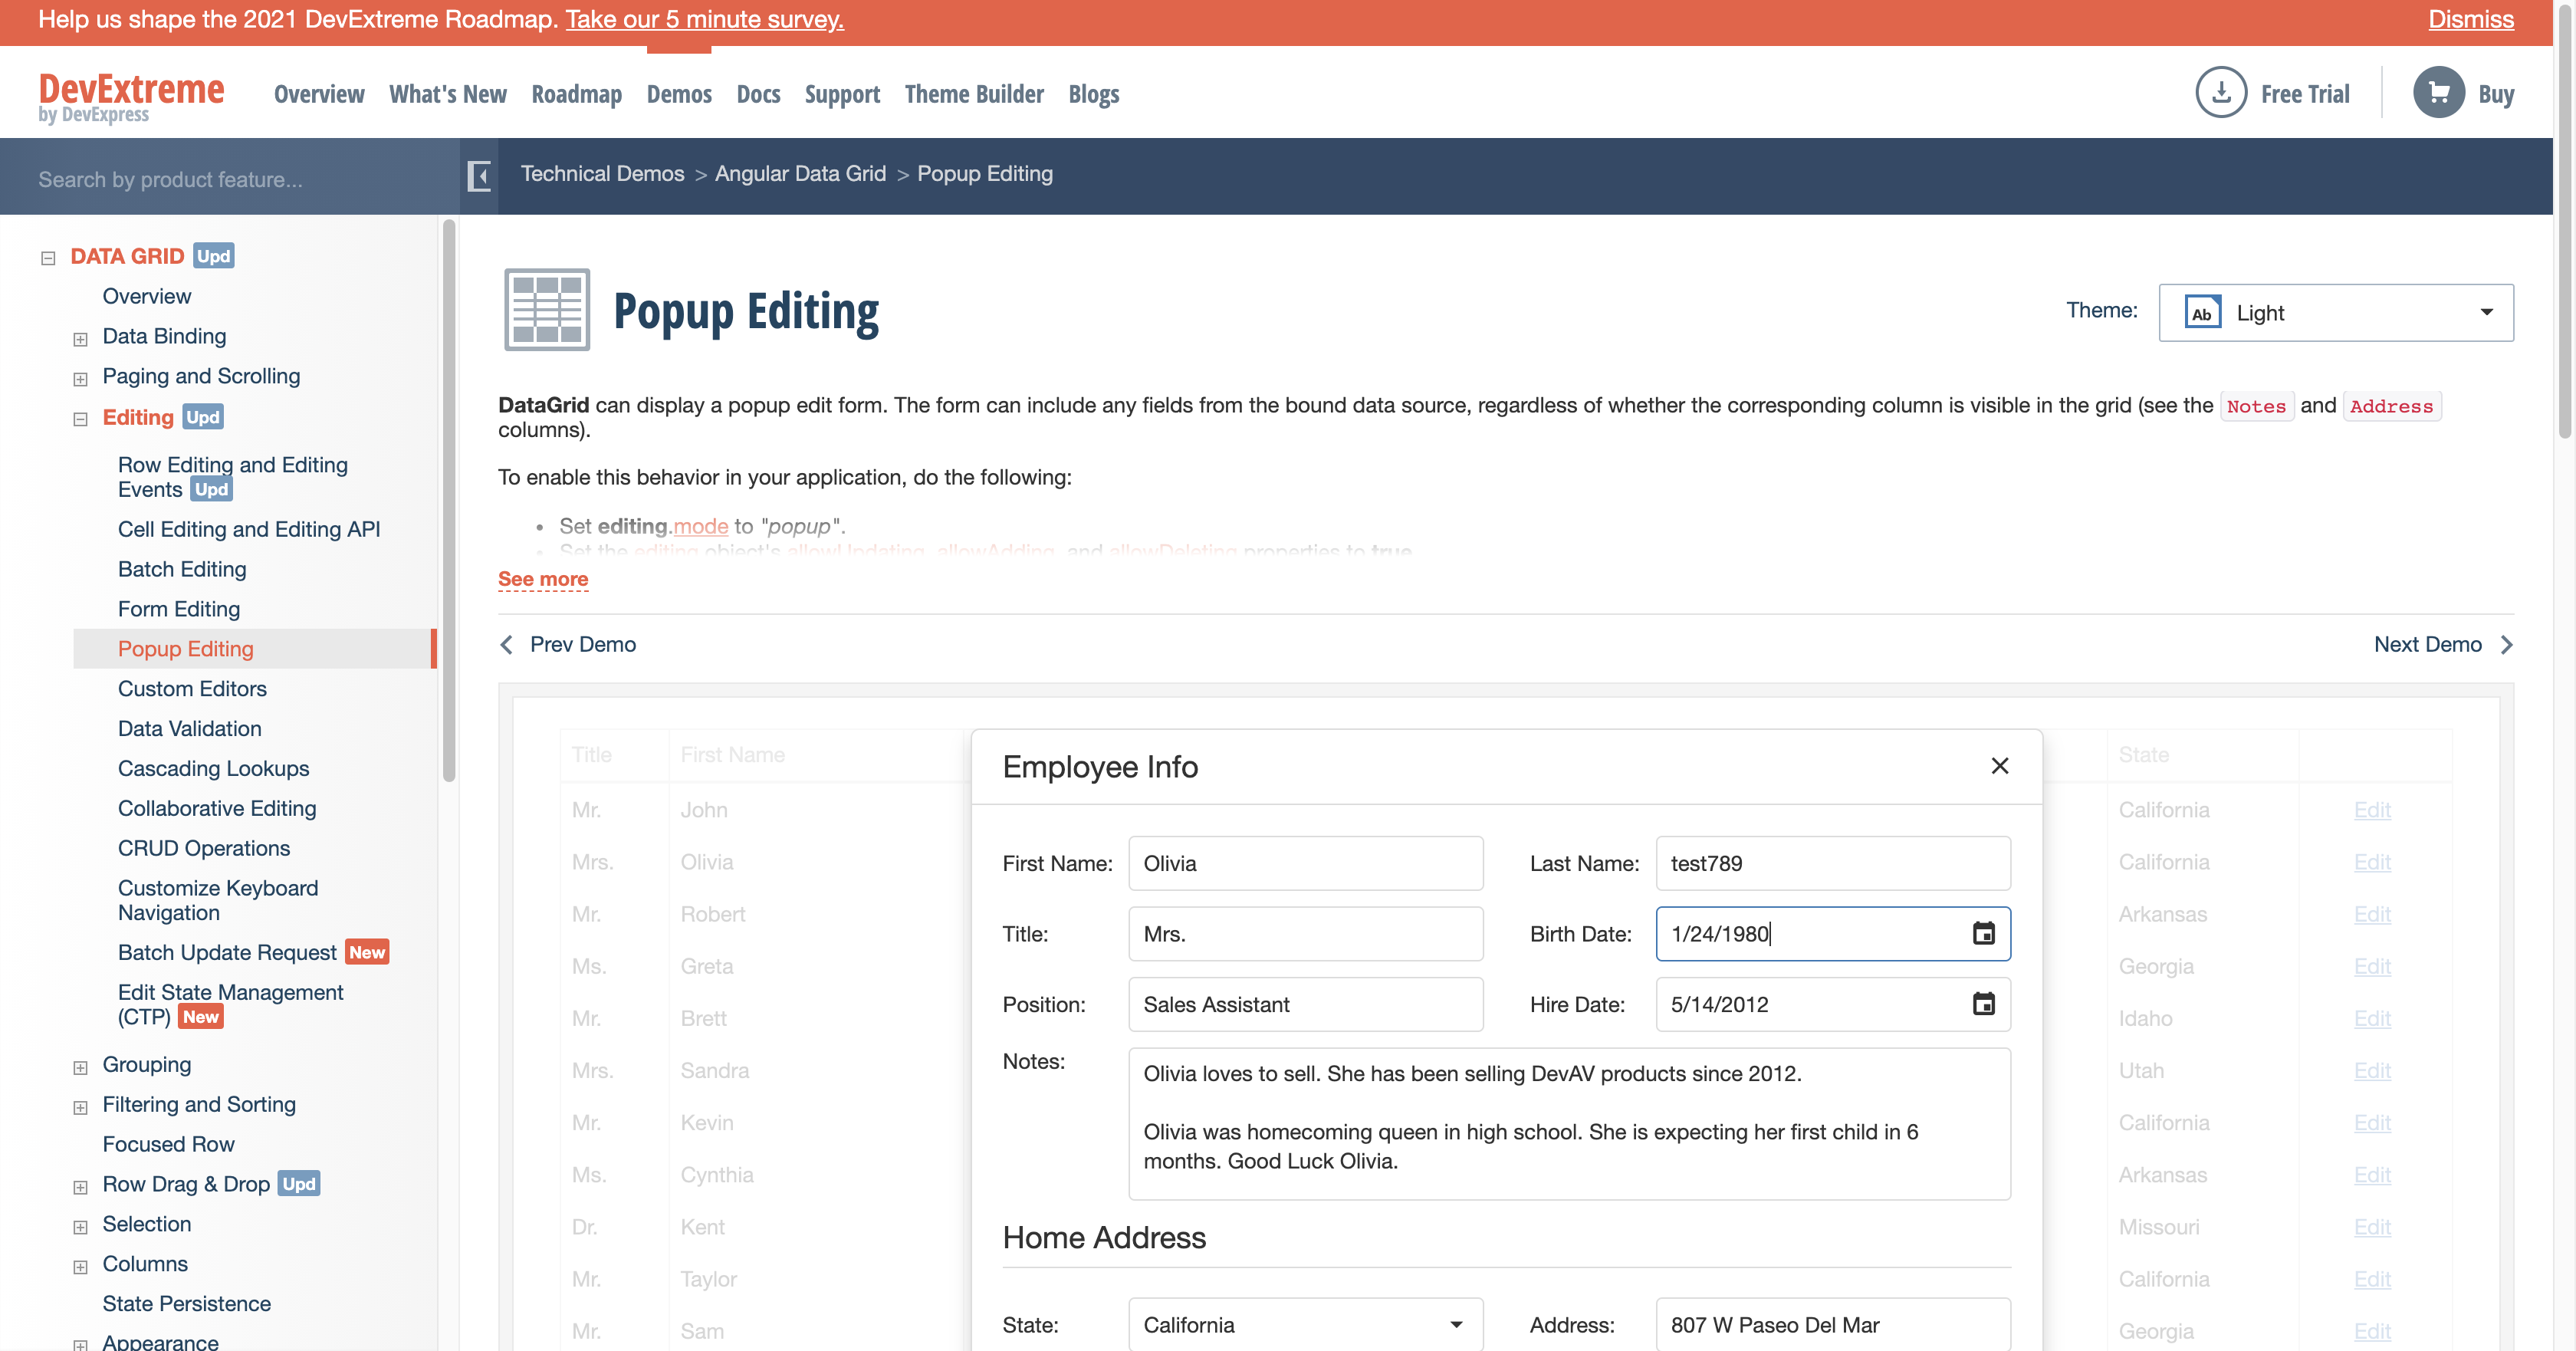 Help us shape the 2021 DevExtreme Roadmap. Take our 5 minute survey.
Dismiss
DevExtreme
by DevExpress
Overview
What's New
Roadmap
Demos
Docs
Support
Theme Builder
Blogs
Free Trial
Buy
Search by product feature...
Technical Demos > Angular Data Grid > Popup Editing
DATA GRID Upd
Overview
Data Binding
Paging and Scrolling
Editing Upd
Row Editing and Editing
Events Upd
Cell Editing and Editing API
Batch Editing
Form Editing
Popup Editing
Custom Editors
Data Validation
Cascading Lookups
Collaborative Editing
CRUD Operations
Customize Keyboard
Navigation
Batch Update Request New
Edit State Management
(CTP) New
Grouping
Filtering and Sorting
Focused Row
Row Drag & Drop Upd
Selection
Columns
State Persistence
Appearance
Popup Editing
Theme:
Ab Light
DataGrid can display a popup edit form. The form can include any fields from the bound data source, regardless of whether the corresponding column is visible in the grid (see the Notes and Address
columns).
To enable this behavior in your application, do the following:
• Set editing.mode to "popup".
• Set the editing object's allowUpdating, allowAdding, and allowDeleting properties to true
See more
Prev Demo
Next Demo
Title First Name State
Mr. John California Edit
Mrs. Olivia California Edit
Mr. Robert Arkansas Edit
Ms. Greta Georgia Edit
Mr. Brett Idaho Edit
Mrs. Sandra Utah Edit
Mr. Kevin California Edit
Ms. Cynthia Arkansas Edit
Dr. Kent Missouri Edit
Mr. Taylor California Edit
Mr. Sam Georgia Edit
Employee Info
First Name: Olivia
Last Name: test789
Title: Mrs.
Birth Date: 1/24/1980
Position: Sales Assistant
Hire Date: 5/14/2012
Notes:
Olivia loves to sell. She has been selling DevAV products since 2012.
Olivia was homecoming queen in high school. She is expecting her first child in 6
months. Good Luck Olivia.
Home Address
State: California
Address: 807 W Paseo Del Mar